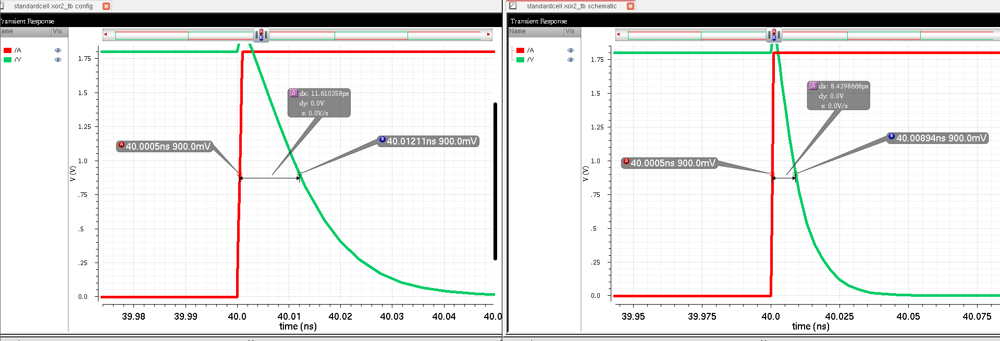 standardcell xor2_tb config
Transient Response
ame Vis
/A
/Y
1.75
1.5
1.25
1.0
.75
.5
.25
0.0
V (V)
dx: 11.610358ps
dy: 0.0V
s: 0.0V/s
A 40.0005ns 900.0mV
B 40.01211ns 900.0mV
39.98 39.99 40.0 40.01 40.02 40.03 40.04 40.0
time (ns)
standardcell xor2_tb schematic
Transient Response
Name Vis
/A
/Y
1.75
1.5
1.25
1.0
.75
.5
.25
0.0
V (V)
dx: 8.4398668ps
dy: 0.0V
s: 0.0V/s
A 40.0005ns 900.0mV
B 40.00894ns 900.0mV
39.95 39.975 40.0 40.025 40.05 40.075
time (ns)